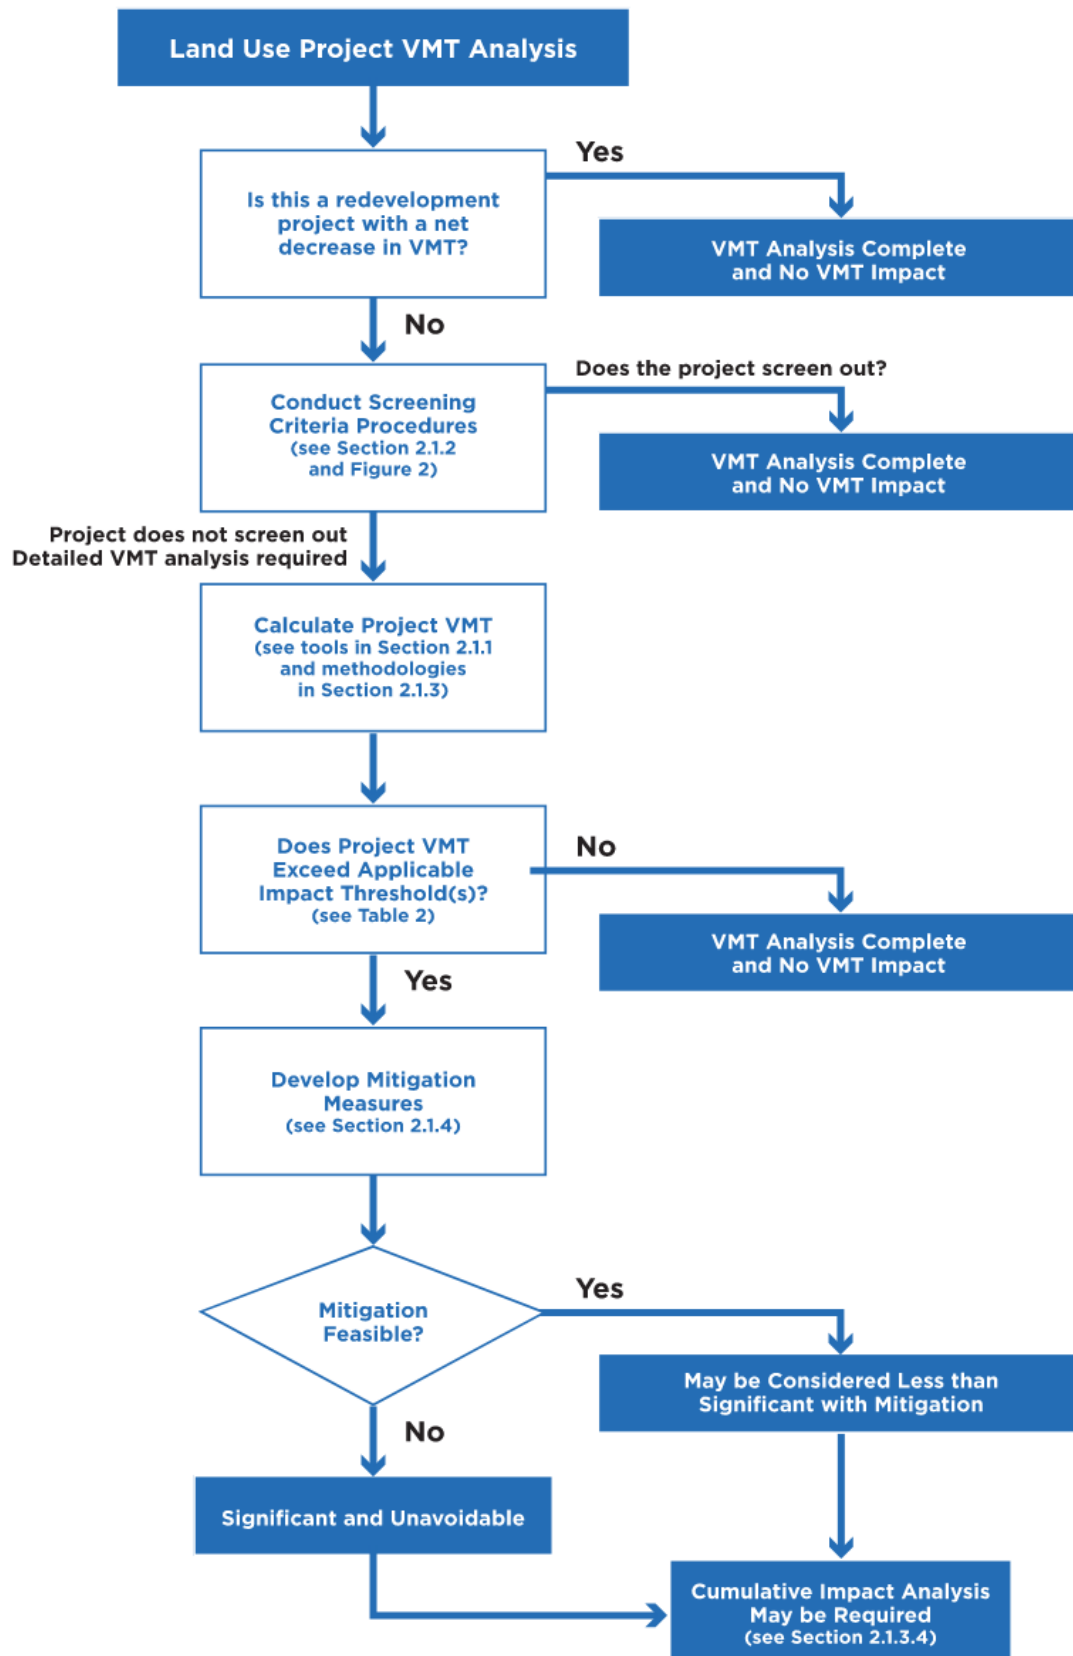 Land Use Project VMT Analysis
Yes
Is this a redevelopment
project with a net
decrease in VMT?
VMT Analysis Complete
and No VMT Impact
No
Does the project screen out?
Conduct Screening
Criteria Procedures
(see Section 2.1.2
and Figure 2)
VMT Analysis Complete
and No VMT Impact
Project does not screen out
Detailed VMT analysis required
Calculate Project VMT
(see tools in Section 2.1.1
and methodologies
in Section 2.1.3)
Does Project VMT
Exceed Applicable
Impact Threshold(s)?
(see Table 2)
No
VMT Analysis Complete
and No VMT Impact
Yes
Develop Mitigation
Measures
(see Section 2.1.4)
Mitigation
Feasible?
Yes
May be Considered Less than
Significant with Mitigation
No
Significant and Unavoidable
Cumulative Impact Analysis
May be Required
(see Section 2.1.3.4)